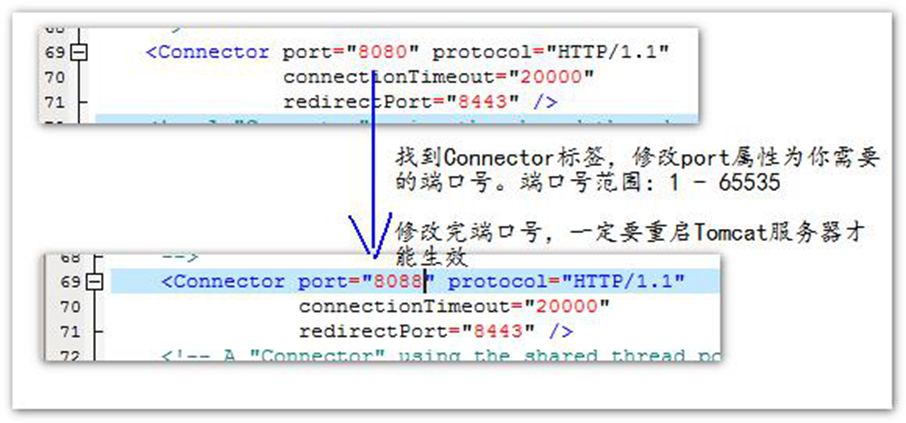 69 <Connector port="8080" protocol="HTTP/1.1"
70 connectionTimeout="20000"
71 redirectPort="8443" />
找到Connector标签，修改port属性为你需要
的端口号。端口号范围：1 - 65535
修改完端口号，一定要重启Tomcat服务器才
能生效
68 -->
69 <Connector port="8088" protocol="HTTP/1.1"
70 connectionTimeout="20000"
71 redirectPort="8443" />
72 <!-- A "Connector" using the shared thread